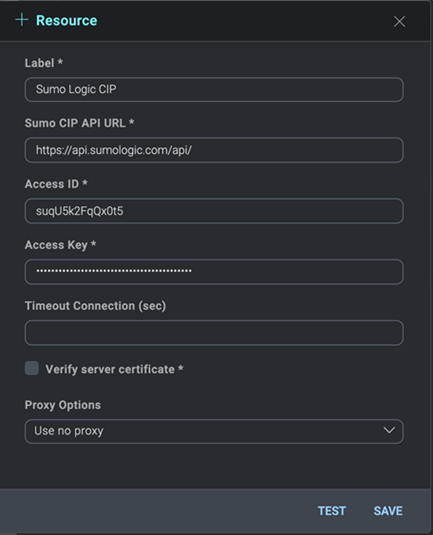 + Resource
Label *
Sumo Logic CIP
Sumo CIP API URL *
https://api.sumologic.com/api/
Access ID *
suqU5k2FqQx0t5
Access Key *
••••••••••••••••••••••••••••••••••••••••••
Timeout Connection (sec)
Verify server certificate *
Proxy Options
Use no proxy
TEST SAVE